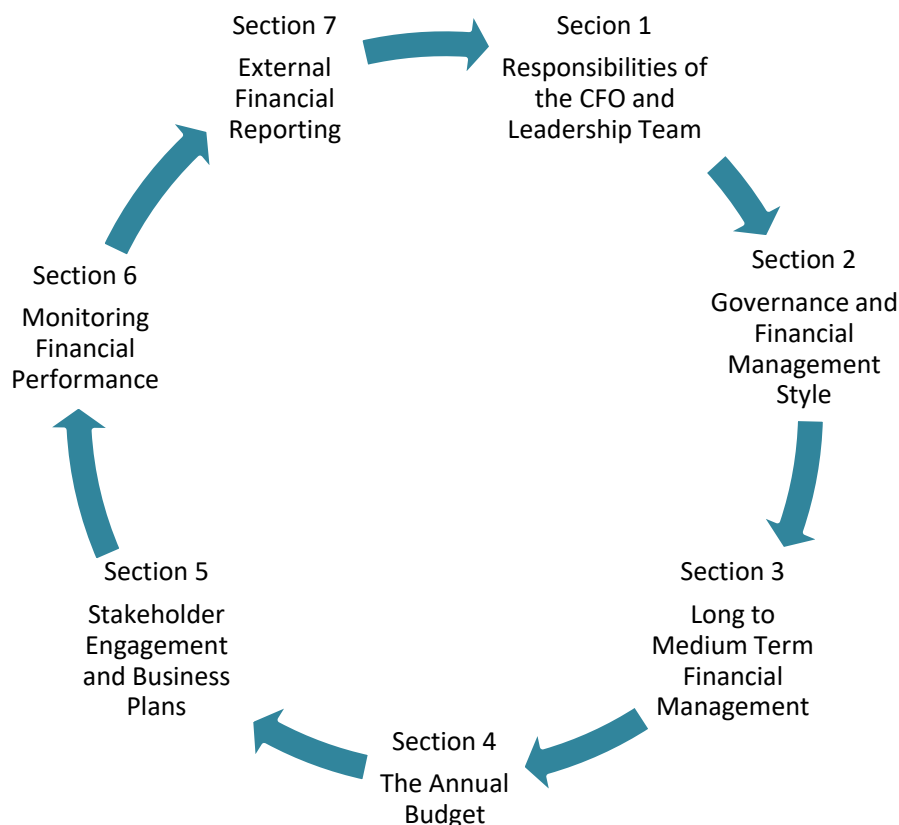 Secion 1
Responsibilities of
the CFO and
Leadership Team
Section 2
Governance and
Financial
Management
Style
Section 3
Long to
Medium Term
Financial
Management
Section 4
The Annual
Budget
Section 5
Stakeholder
Engagement
and Business
Plans
Section 6
Monitoring
Financial
Performance
Section 7
External
Financial
Reporting